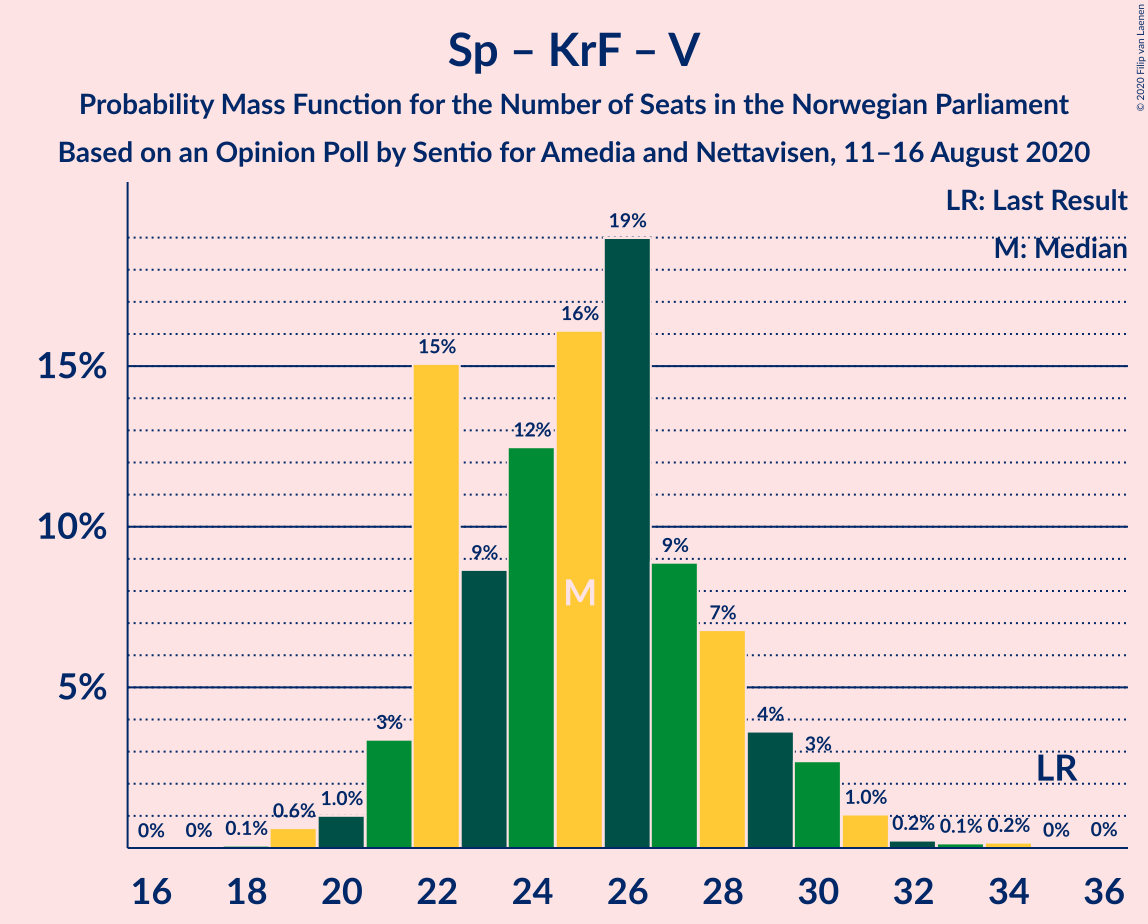 Sp – KrF – V
Probability Mass Function for the Number of Seats in the Norwegian Parliament
Based on an Opinion Poll by Sentio for Amedia and Nettavisen, 11–16 August 2020
© 2020 Filip van Laenen
LR: Last Result
M: Median
15%
10%
5%
0% 0% 0.1% 0.6% 1.0% 3% 15% 9% 12% 16% 19% 9% 7% 4% 3% 1.0% 0.2% 0.1% 0.2% 0% 0%
M
LR
16 18 20 22 24 26 28 30 32 34 36